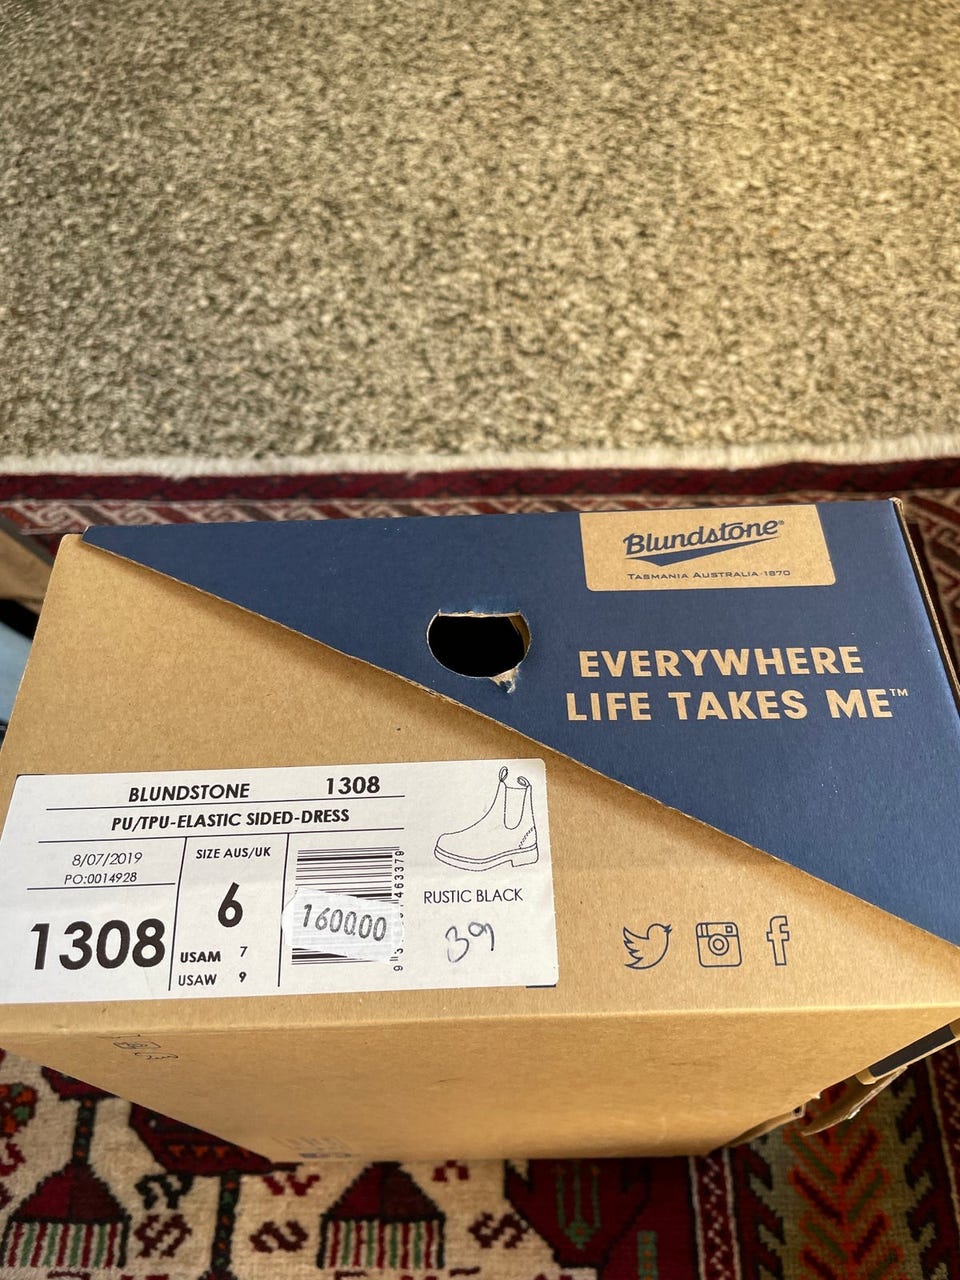 Blundstone®
TASMANIA AUSTRALIA 1870
EVERYWHERE
LIFE TAKES ME™
BLUNDSTONE 1308
PU/TPU-ELASTIC SIDED-DRESS
8/07/2019
PO:0014928
1308
SIZE AUS/UK
6
USAM 7
USAW 9
160000
463379
RUSTIC BLACK
39